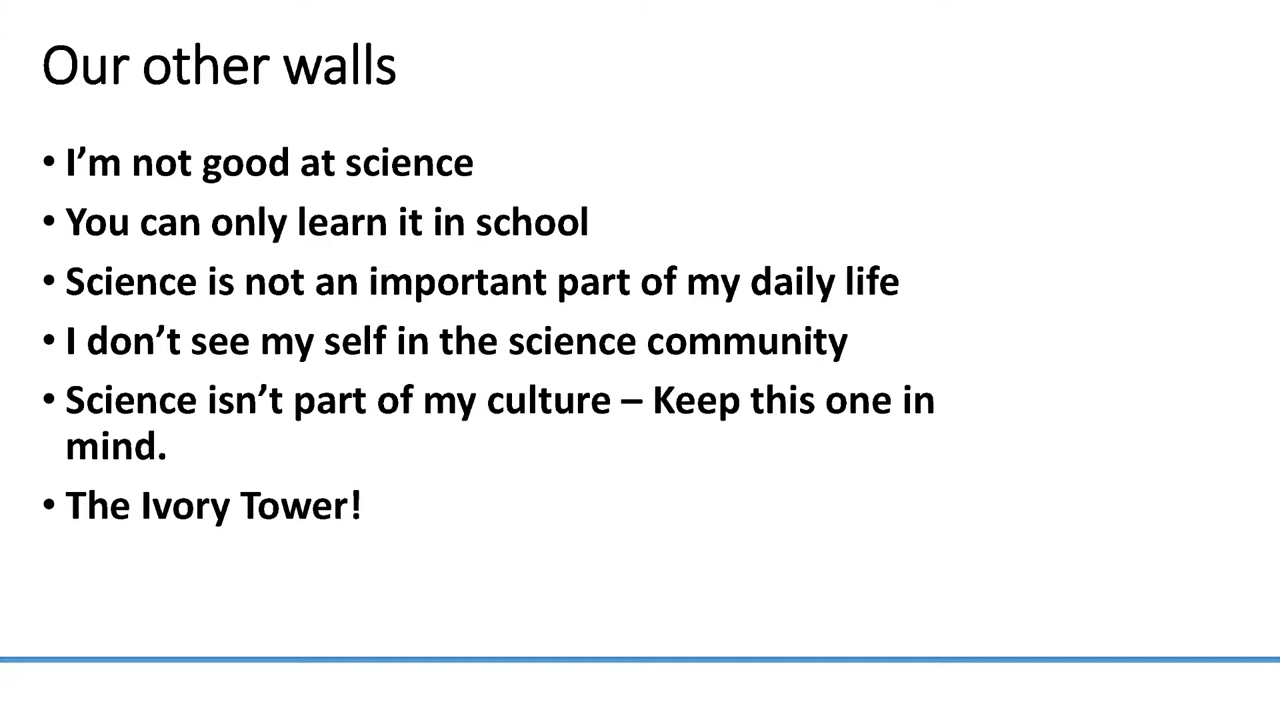 Our other walls
• I’m not good at science
• You can only learn it in school
• Science is not an important part of my daily life
• I don’t see my self in the science community
• Science isn’t part of my culture – Keep this one in
mind.
• The Ivory Tower!